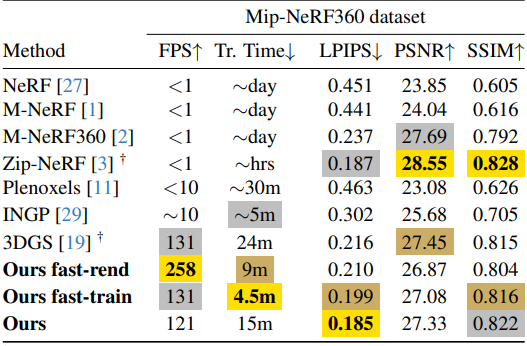 Mip-NeRF360 dataset
Method FPS↑ Tr. Time↓ LPIPS↓ PSNR↑ SSIM↑
NeRF [27] <1 ~day 0.451 23.85 0.605
M-NeRF [1] <1 ~day 0.441 24.04 0.616
M-NeRF360 [2] <1 ~day 0.237 27.69 0.792
Zip-NeRF [3] † <1 ~hrs 0.187 28.55 0.828
Plenoxels [11] <10 ~30m 0.463 23.08 0.626
INGP [29] ~10 ~5m 0.302 25.68 0.705
3DGS [19] † 131 24m 0.216 27.45 0.815
Ours fast-rend 258 9m 0.210 26.87 0.804
Ours fast-train 131 4.5m 0.199 27.08 0.816
Ours 121 15m 0.185 27.33 0.822